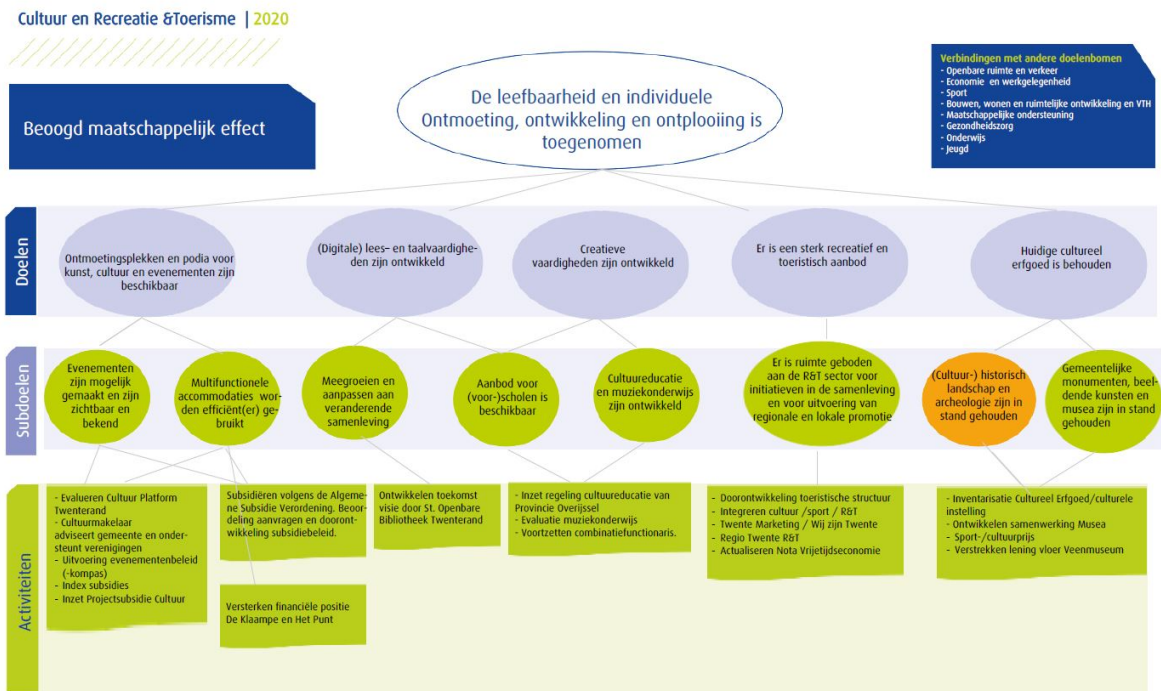 Cultuur en Recreatie &Toerisme | 2020
Beoogd maatschappelijk effect
De leefbaarheid en individuele
Ontmoeting, ontwikkeling en ontplooiing is
toegenomen
Verbindingen met andere doelenbomen
- Openbare ruimte en verkeer
- Economie en werkgelegenheid
- Sport
- Bouwen, wonen en ruimtelijke ontwikkeling en VTH
- Maatschappelijke ondersteuning
- Gezondheidszorg
- Onderwijs
- Jeugd
Doelen
Ontmoetingsplekken en podia voor
kunst, cultuur en evenementen zijn
beschikbaar
(Digitale) lees– en taalvaardighe-
den zijn ontwikkeld
Creatieve
vaardigheden zijn ontwikkeld
Er is een sterk recreatief en
toeristisch aanbod
Huidige cultureel
erfgoed is behouden
Subdoelen
Evenementen
zijn mogelijk
gemaakt en zijn
zichtbaar en
bekend
Multifunctionele
accommodaties wor-
den efficiënt(er) ge-
bruikt
Meegroeien en
aanpassen aan
veranderende
samenleving
Aanbod voor
(voor-)scholen is
beschikbaar
Cultuureducatie
en muziekonderwijs
zijn ontwikkeld
Er is ruimte geboden
aan de R&T sector voor
initiatieven in de samenleving
en voor uitvoering van
regionale en lokale promotie
(Cultuur-) historisch
landschap en
archeologie zijn in
stand gehouden
Gemeentelijke
monumenten, beel-
dende kunsten en
musea zijn in stand
gehouden
Activiteiten
- Evalueren Cultuur Platform
Twenterand
- Cultuurmakelaar
adviseert gemeente en onder-
steunt verenigingen
- Uitvoering evenementenbeleid
(-kompas)
- Index subsidies
- Inzet Projectsubsidie Cultuur
Subsidiëren volgens de Algeme-
ne Subsidie Verordening. Beoor-
deling aanvragen en dooront-
wikkeling subsidiebeleid.
Versterken financiële positie
De Klaampe en Het Punt
Ontwikkelen toekomst
visie door St. Openbare
Bibliotheek Twenterand
- Inzet regeling cultuureducatie van
Provincie Overijssel
- Evaluatie muziekonderwijs
- Voortzetten combinatiefunctionaris.
- Doorontwikkeling toeristische structuur
- Integreren cultuur /sport / R&T
- Twente Marketing / Wij zijn Twente
- Regio Twente R&T
- Actualiseren Nota Vrijetijdseconomie
- Inventarisatie Cultureel Erfgoed/culturele
instelling
- Ontwikkelen samenwerking Musea
- Sport-/cultuurprijs
- Verstrekken lening vloer Veenmuseum